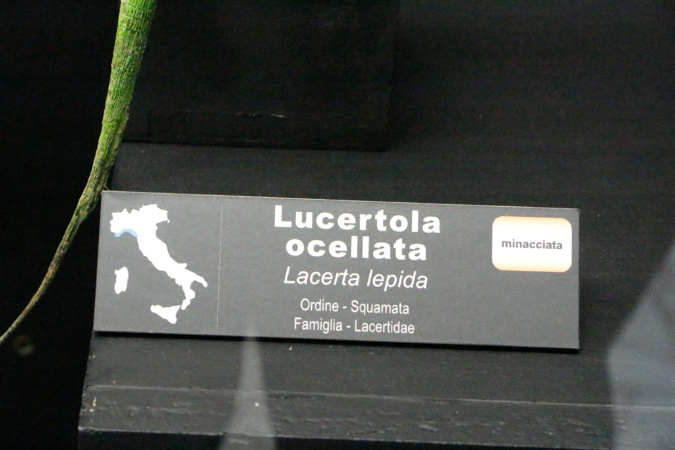 Lucertola
ocellata
minacciata
Lacerta lepida
Ordine - Squamata
Famiglia - Lacertidae